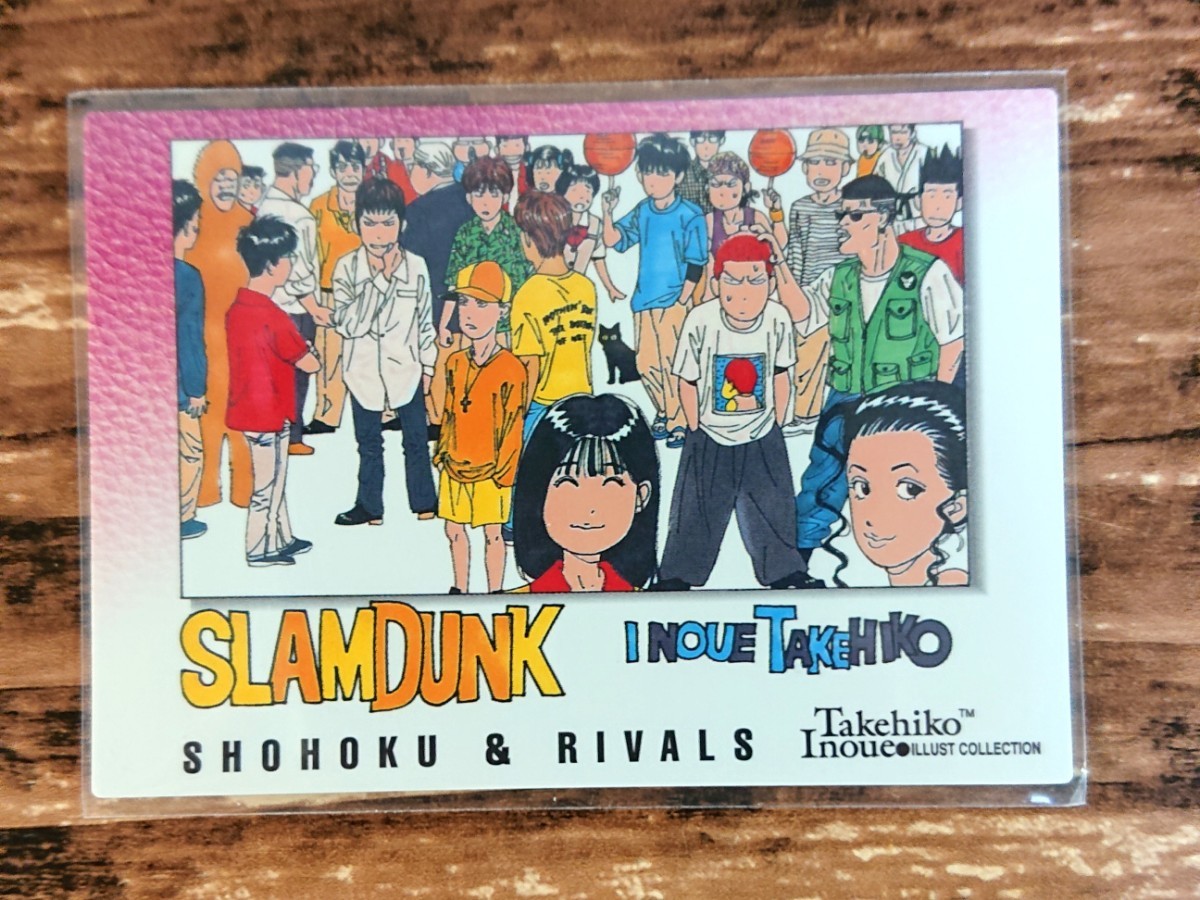 SLAMDUNK
INOUE TAKEHIKO
SHOHOKU & RIVALS
Takehiko™
Inoue●ILLUST COLLECTION